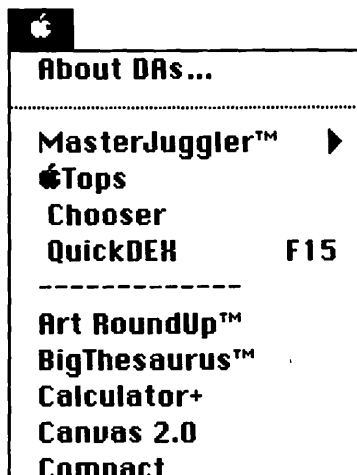 About DAs...
MasterJuggler™
Tops
Chooser
QuickDEX F15
--------------
Art RoundUp™
BigThesaurus™
Calculator+
Canvas 2.0
Compact